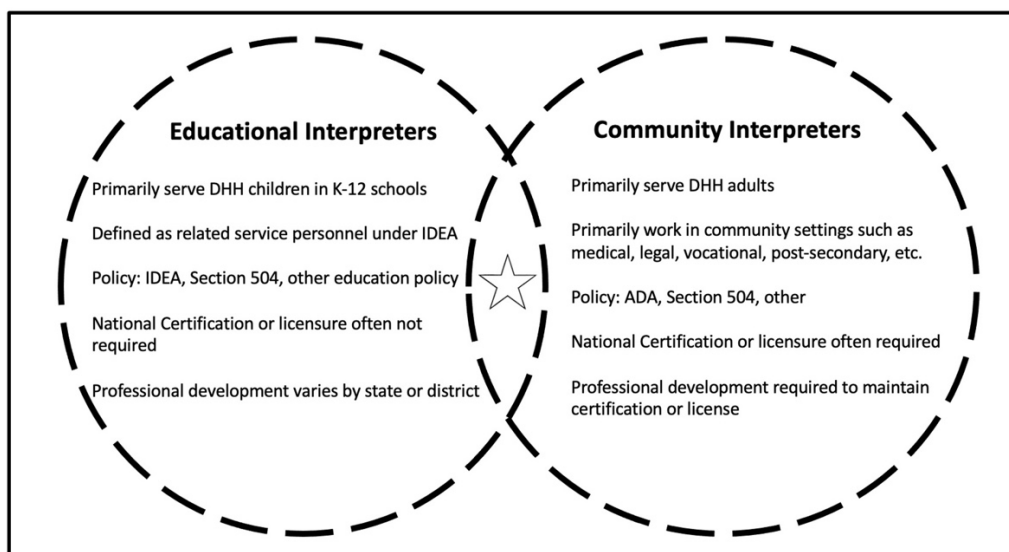 Educational Interpreters
Primarily serve DHH children in K-12 schools
Defined as related service personnel under IDEA
Policy: IDEA, Section 504, other education policy
National Certification or licensure often not
required
Professional development varies by state or district
Community Interpreters
Primarily serve DHH adults
Primarily work in community settings such as
medical, legal, vocational, post-secondary, etc.
Policy: ADA, Section 504, other
National Certification or licensure often required
Professional development required to maintain
certification or license